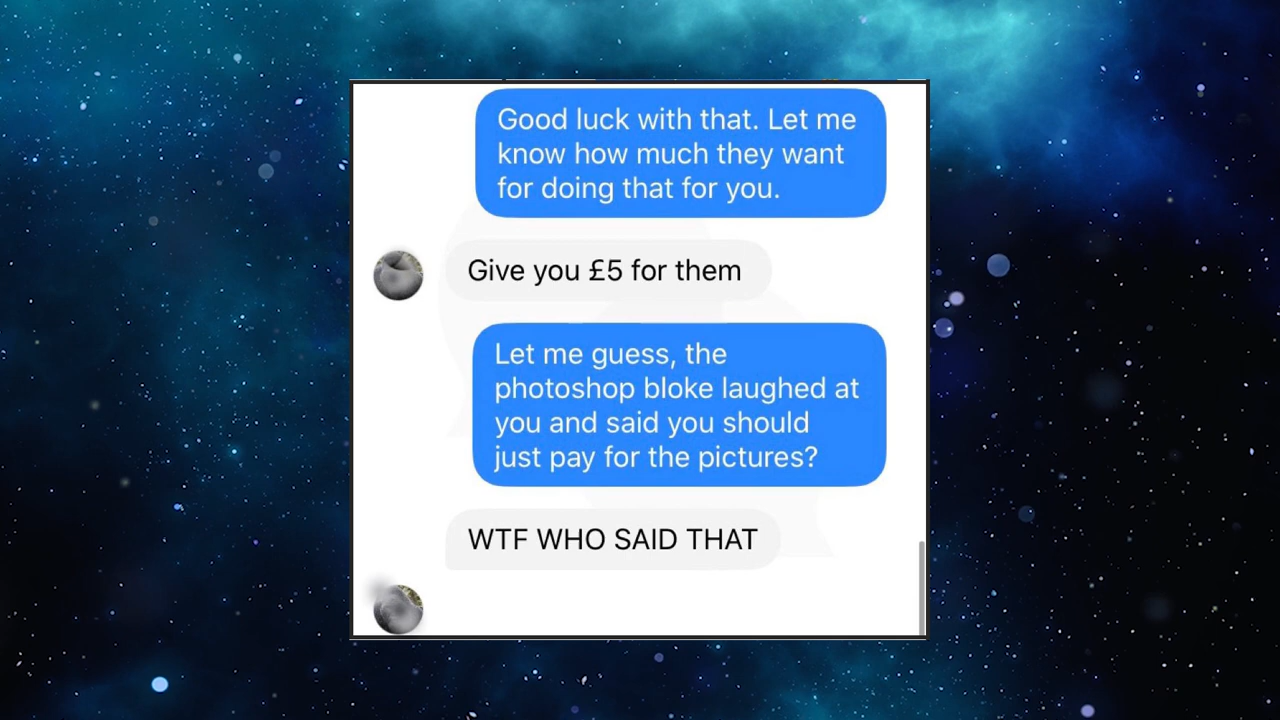 Good luck with that. Let me
know how much they want
for doing that for you.
Give you £5 for them
Let me guess, the
photoshop bloke laughed at
you and said you should
just pay for the pictures?
WTF WHO SAID THAT